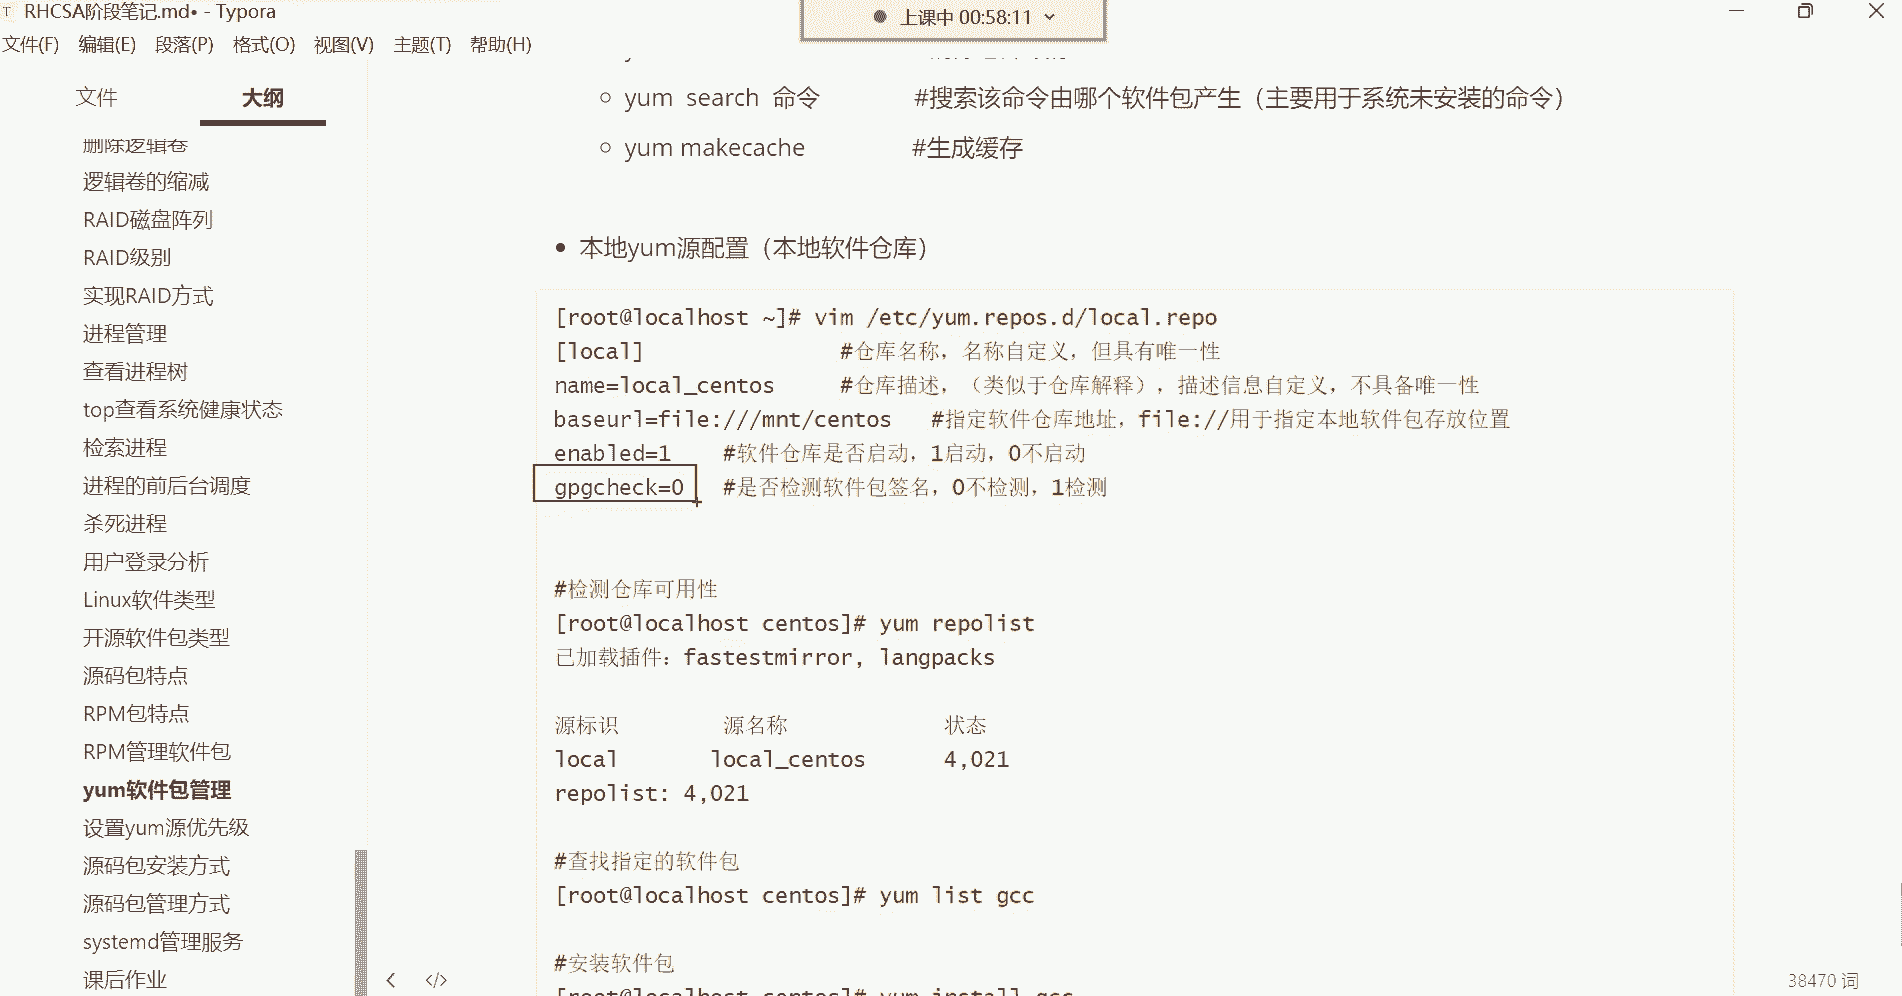 RHCSA阶段笔记.md• - Typora
上课中 00:58:11
文件(F) 编辑(E) 段落(P) 格式(O) 视图(V) 主题(T) 帮助(H)
文件 大纲
删除逻辑卷
逻辑卷的缩减
RAID磁盘阵列
RAID级别
实现RAID方式
进程管理
查看进程树
top查看系统健康状态
检索进程
进程的前后台调度
杀死进程
用户登录分析
Linux软件类型
开源软件包类型
源码包特点
RPM包特点
RPM管理软件包
yum软件包管理
设置yum源优先级
源码包安装方式
源码包管理方式
systemd管理服务
课后作业
yum search 命令 #搜索该命令由哪个软件包产生（主要用于系统未安装的命令）
yum makecache #生成缓存
本地yum源配置（本地软件仓库）
[root@localhost ~]# vim /etc/yum.repos.d/local.repo
[local] #仓库名称，名称自定义，但具有唯一性
name=local_centos #仓库描述，（类似于仓库解释），描述信息自定义，不具备唯一性
baseurl=file:///mnt/centos #指定软件仓库地址，file://用于指定本地软件包存放位置
enabled=1 #软件仓库是否启动，1启动，0不启动
gpgcheck=0 #是否检测软件包签名，0不检测，1检测
#检测仓库可用性
[root@localhost centos]# yum repolist
已加载插件：fastestmirror, langpacks
源标识 源名称 状态
local local_centos 4,021
repolist: 4,021
#查找指定的软件包
[root@localhost centos]# yum list gcc
#安装软件包
[root@localhost centos]# yum install gcc
38470 词